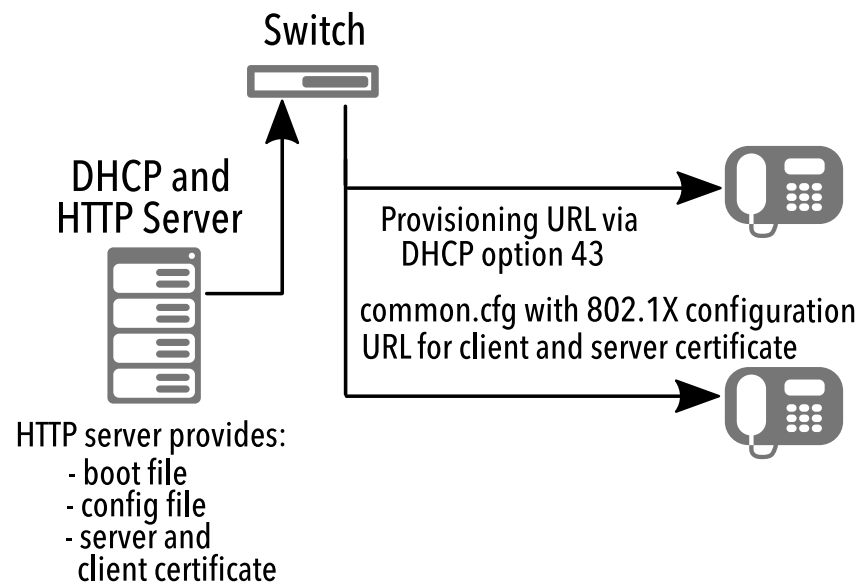 Switch
DHCP and
HTTP Server
Provisioning URL via
DHCP option 43
common.cfg with 802.1X configuration
URL for client and server certificate
HTTP server provides:
- boot file
- config file
- server and
client certificate